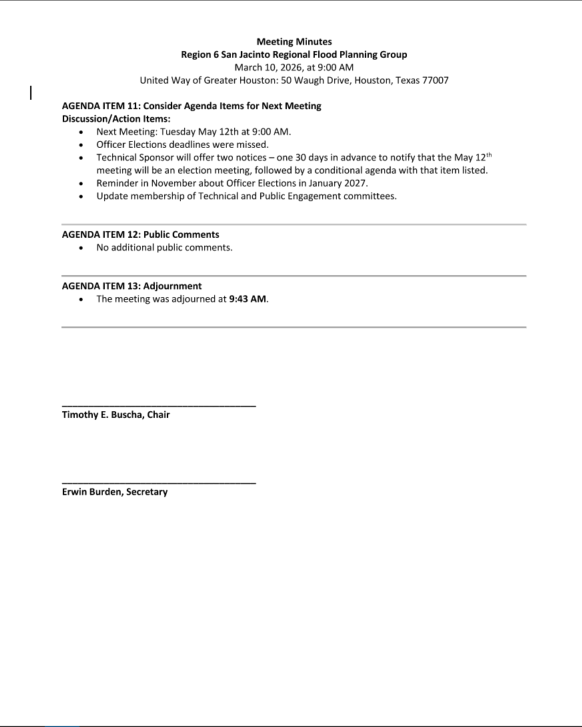 Meeting Minutes
Region 6 San Jacinto Regional Flood Planning Group
March 10, 2026, at 9:00 AM
United Way of Greater Houston: 50 Waugh Drive, Houston, Texas 77007
AGENDA ITEM 11: Consider Agenda Items for Next Meeting
Discussion/Action Items:
• Next Meeting: Tuesday May 12th at 9:00 AM.
• Officer Elections deadlines were missed.
• Technical Sponsor will offer two notices – one 30 days in advance to notify that the May 12th
meeting will be an election meeting, followed by a conditional agenda with that item listed.
• Reminder in November about Officer Elections in January 2027.
• Update membership of Technical and Public Engagement committees.
AGENDA ITEM 12: Public Comments
• No additional public comments.
AGENDA ITEM 13: Adjournment
• The meeting was adjourned at 9:43 AM.
Timothy E. Buscha, Chair
Erwin Burden, Secretary